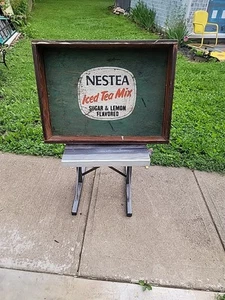 NESTEA
Iced Tea Mix
SUGAR & LEMON
FLAVORED